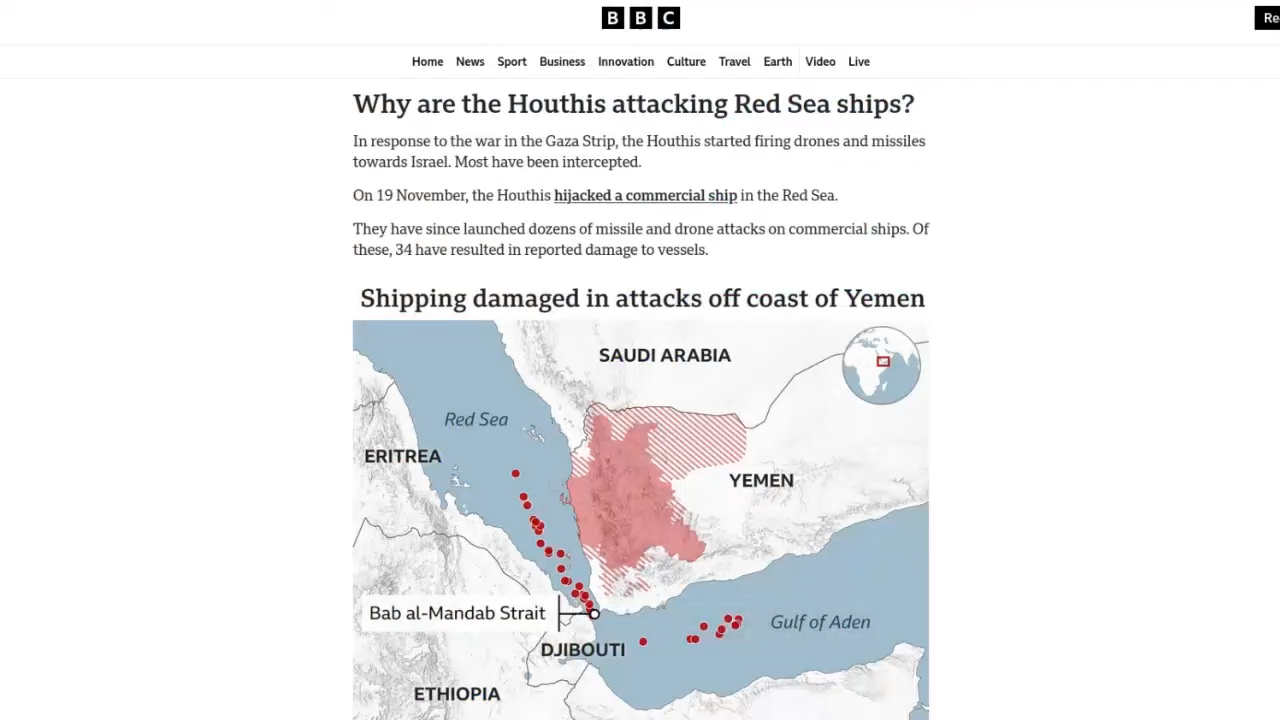 BBC
Re
Home News Sport Business Innovation Culture Travel Earth Video Live
Why are the Houthis attacking Red Sea ships?
In response to the war in the Gaza Strip, the Houthis started firing drones and missiles
towards Israel. Most have been intercepted.
On 19 November, the Houthis hijacked a commercial ship in the Red Sea.
They have since launched dozens of missile and drone attacks on commercial ships. Of
these, 34 have resulted in reported damage to vessels.
Shipping damaged in attacks off coast of Yemen
SAUDI ARABIA
Red Sea
ERITREA
YEMEN
Bab al-Mandab Strait
Gulf of Aden
DJIBOUTI
ETHIOPIA